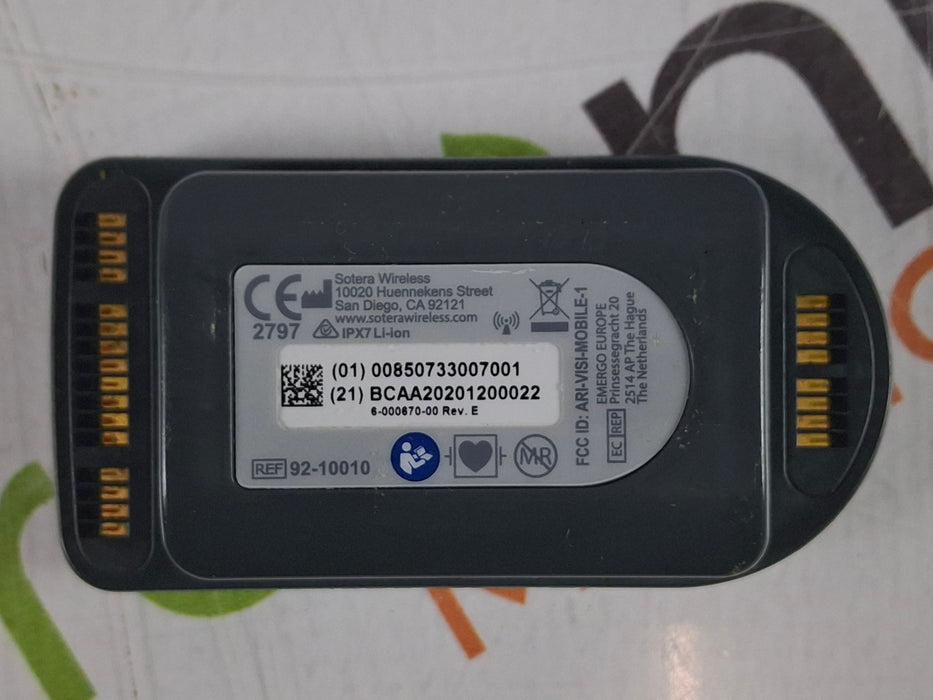 CE
2797
Sotera Wireless
10020 Huennekens Street
San Diego, CA 92121
www.soterawireless.com
IPX7 Li-ion
(01) 00850733007001
(21) BCAA20201200022
6-000670-00 Rev. E
REF 92-10010
MR
FCC ID: ARI-VISI-MOBILE-1
EC REP
EMERGO EUROPE
Prinsessegracht 20
2514 AP The Hague
The Netherlands